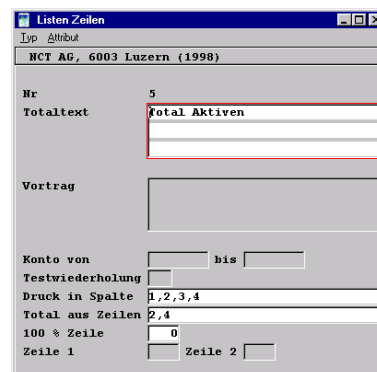 Listen Zeilen
Typ Attribut
NCT AG, 6003 Luzern (1998)
Nr 5
Totaltext Total Aktiven
Vortrag
Konto von bis
Testwiederholung
Druck in Spalte 1,2,3,4
Total aus Zeilen 2,4
100 % Zeile 0
Zeile 1 Zeile 2